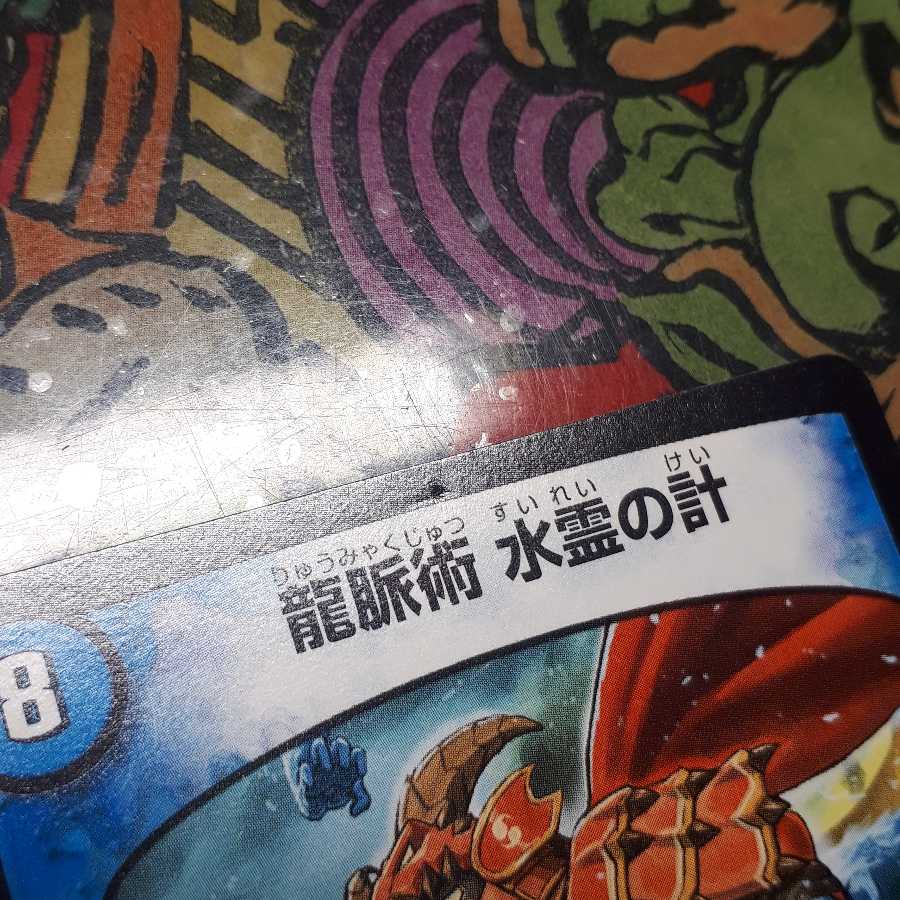 りゅうみゃくじゅつ すいれい けい
龍脈術 水霊の計
8